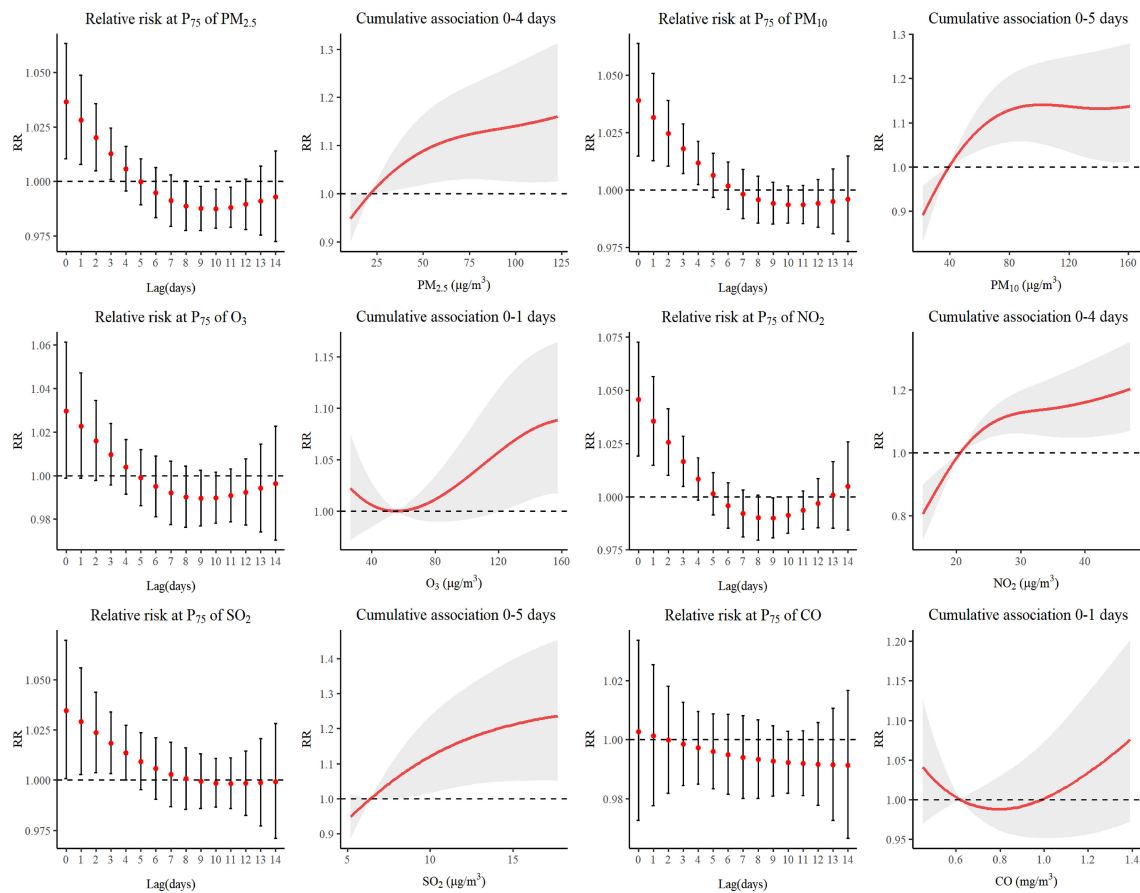 Relative risk at P75 of PM2.5
Cumulative association 0-4 days
Relative risk at P75 of PM10
Cumulative association 0-5 days
RR
1.050
1.025
1.000
0.975
0 1 2 3 4 5 6 7 8 9 10 11 12 13 14
Lag(days)
RR
1.3
1.2
1.1
1.0
0.9
25 50 75 100 125
PM2.5 (μg/m³)
RR
1.050
1.025
1.000
0.975
0 1 2 3 4 5 6 7 8 9 10 11 12 13 14
Lag(days)
RR
1.3
1.2
1.1
1.0
0.9
40 80 120 160
PM10 (μg/m³)
Relative risk at P75 of O3
Cumulative association 0-1 days
Relative risk at P75 of NO2
Cumulative association 0-4 days
RR
1.06
1.04
1.02
1.00
0.98
0 1 2 3 4 5 6 7 8 9 10 11 12 13 14
Lag(days)
RR
1.15
1.10
1.05
1.00
40 80 120 160
O3 (μg/m³)
RR
1.075
1.050
1.025
1.000
0.975
0 1 2 3 4 5 6 7 8 9 10 11 12 13 14
Lag(days)
RR
1.2
1.0
0.8
20 30 40
NO2 (μg/m³)
Relative risk at P75 of SO2
Cumulative association 0-5 days
Relative risk at P75 of CO
Cumulative association 0-1 days
RR
1.050
1.025
1.000
0.975
0 1 2 3 4 5 6 7 8 9 10 11 12 13 14
Lag(days)
RR
1.4
1.3
1.2
1.1
1.0
0.9
5 10 15
SO2 (μg/m³)
RR
1.02
1.00
0.98
0 1 2 3 4 5 6 7 8 9 10 11 12 13 14
Lag(days)
RR
1.20
1.15
1.10
1.05
1.00
0.95
0.6 0.8 1.0 1.2 1.4
CO (mg/m³)